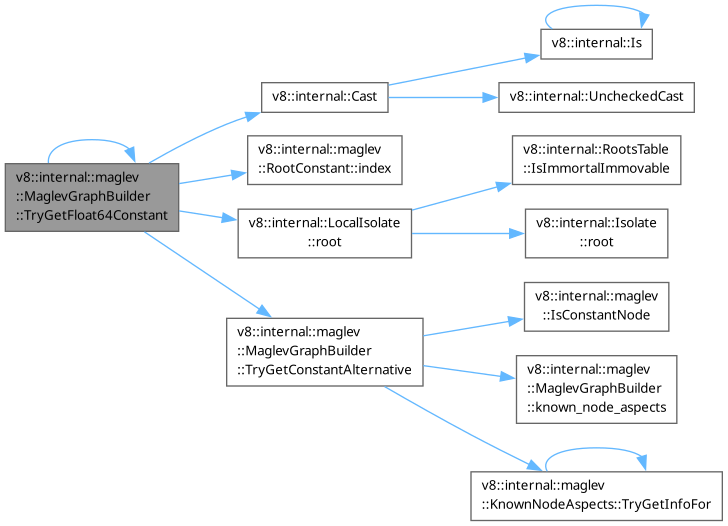 v8::internal::Is
v8::internal::Cast
v8::internal::UncheckedCast
v8::internal::maglev
::RootConstant::index
v8::internal::RootsTable
::IsImmortalImmovable
v8::internal::maglev
::MaglevGraphBuilder
::TryGetFloat64Constant
v8::internal::LocalIsolate
::root
v8::internal::Isolate
::root
v8::internal::maglev
::IsConstantNode
v8::internal::maglev
::MaglevGraphBuilder
::TryGetConstantAlternative
v8::internal::maglev
::MaglevGraphBuilder
::known_node_aspects
v8::internal::maglev
::KnownNodeAspects::TryGetInfoFor